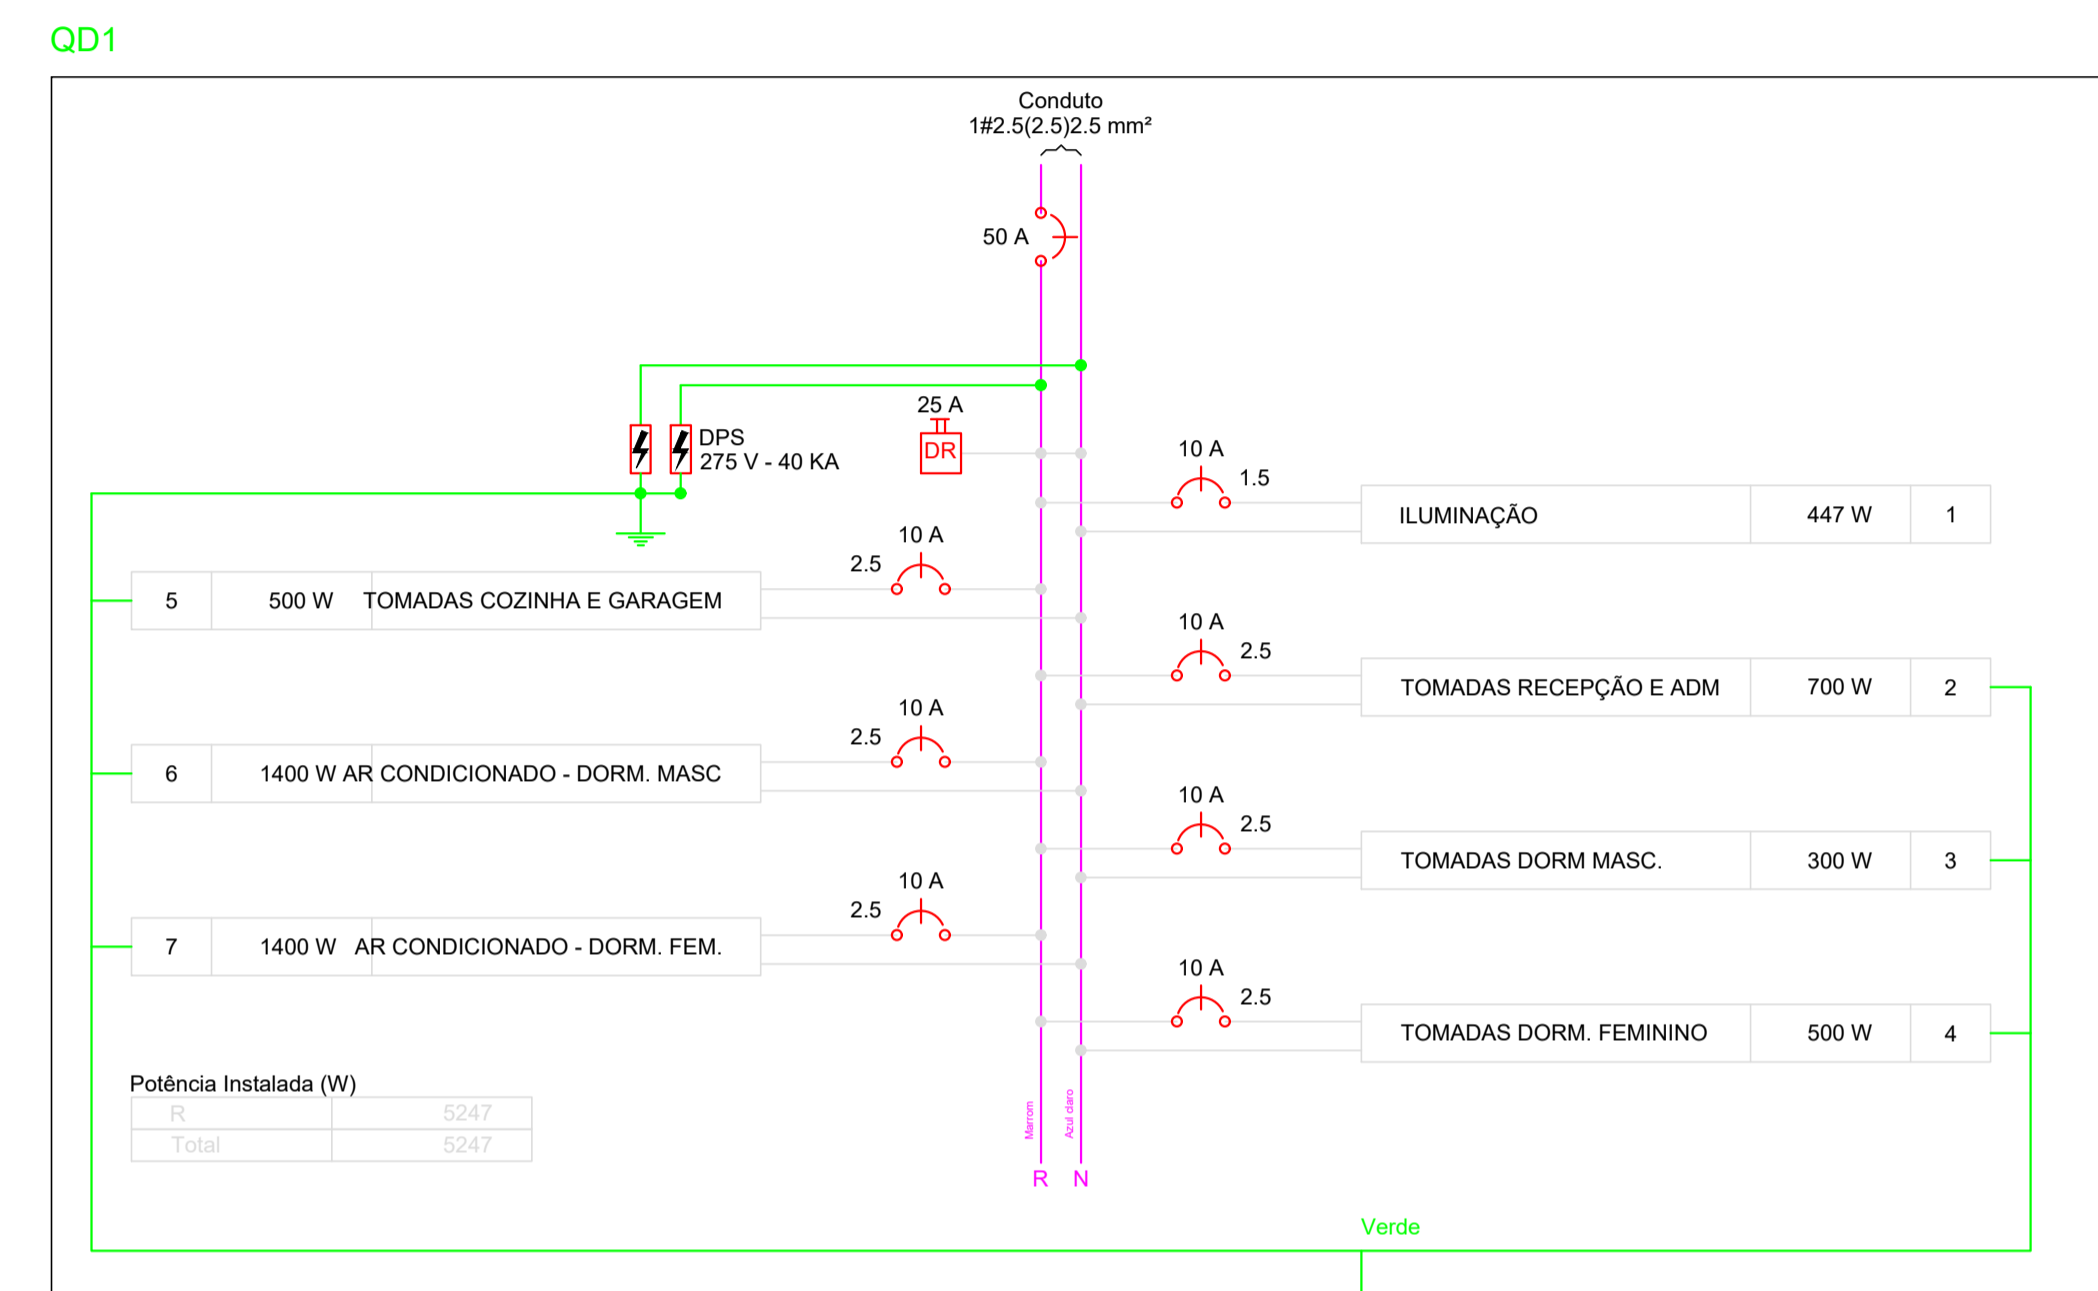 QD1
Conduto
1#2.5(2.5)2.5 mm²
50 A
25 A
DR
DPS
275 V - 40 KA
10 A
1.5
ILUMINAÇÃO 447 W 1
10 A
2.5
5 500 W TOMADAS COZINHA E GARAGEM
10 A
2.5
TOMADAS RECEPÇÃO E ADM 700 W 2
10 A
2.5
6 1400 W AR CONDICIONADO - DORM. MASC
10 A
2.5
TOMADAS DORM MASC. 300 W 3
10 A
2.5
7 1400 W AR CONDICIONADO - DORM. FEM.
10 A
2.5
TOMADAS DORM. FEMININO 500 W 4
Potência Instalada (W)
R 5247
Total 5247
Marrom
Azul claro
R N
Verde